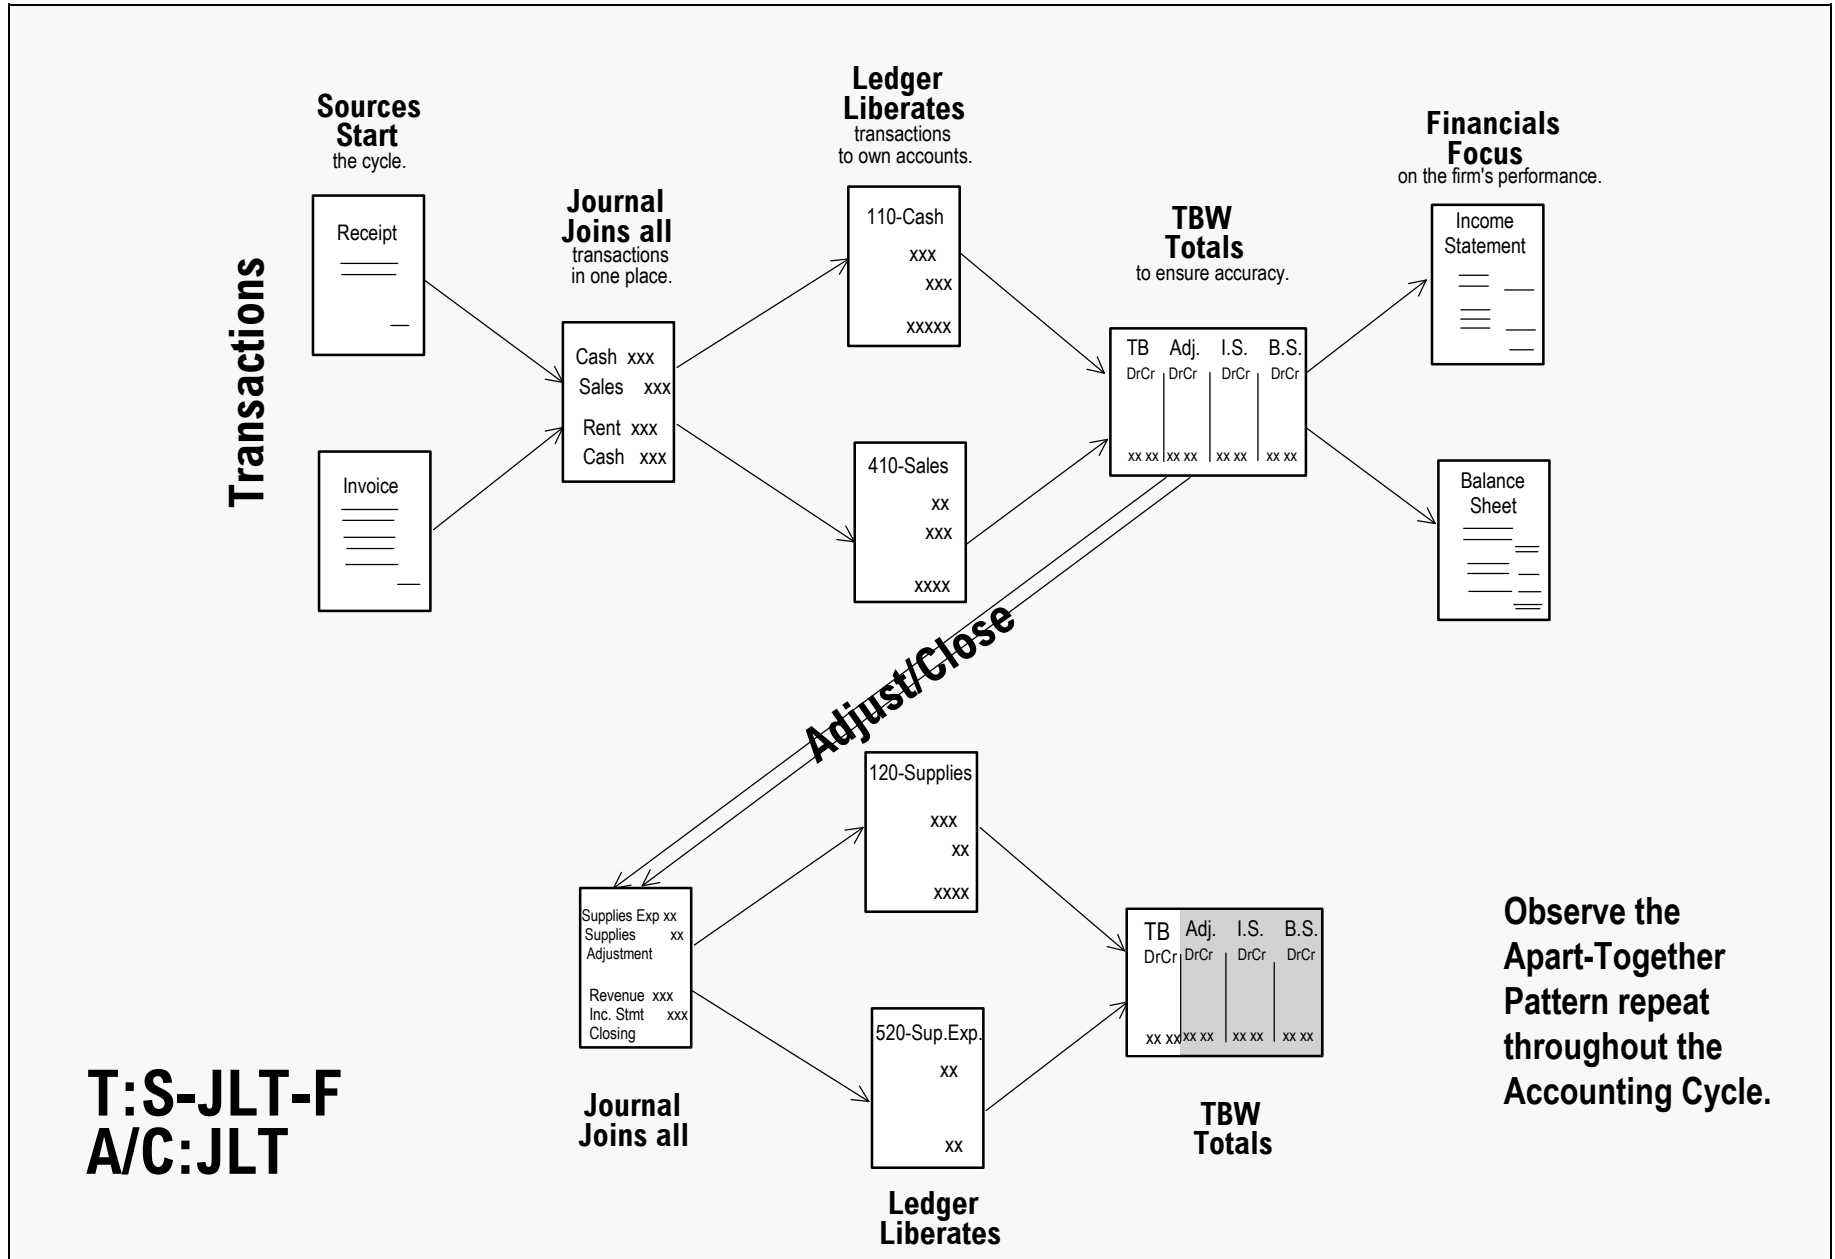 Sources
Start
the cycle.
Ledger
Liberates
transactions
to own accounts.
Financials
Focus
on the firm's performance.
Journal
Joins all
transactions
in one place.
TBW
Totals
to ensure accuracy.
Transactions
Receipt
Invoice
Cash xxx
Sales xxx
Rent xxx
Cash xxx
110-Cash
xxx
xxx
xxxxx
410-Sales
xx
xxx
xxxx
TB Adj. I.S. B.S.
DrCr DrCr DrCr DrCr
xx xx xx xx xx xx xx xx
Income
Statement
Balance
Sheet
Adjust/Close
Supplies Exp xx
Supplies xx
Adjustment
Revenue xxx
Inc. Stmt xxx
Closing
Journal
Joins all
120-Supplies
xxx
xx
xxxx
520-Sup.Exp.
xx
xx
Ledger
Liberates
TB Adj. I.S. B.S.
DrCr DrCr DrCr DrCr
xx xx xx xx xx xx xx xx
TBW
Totals
Observe the
Apart-Together
Pattern repeat
throughout the
Accounting Cycle.
T:S-JLT-F
A/C:JLT